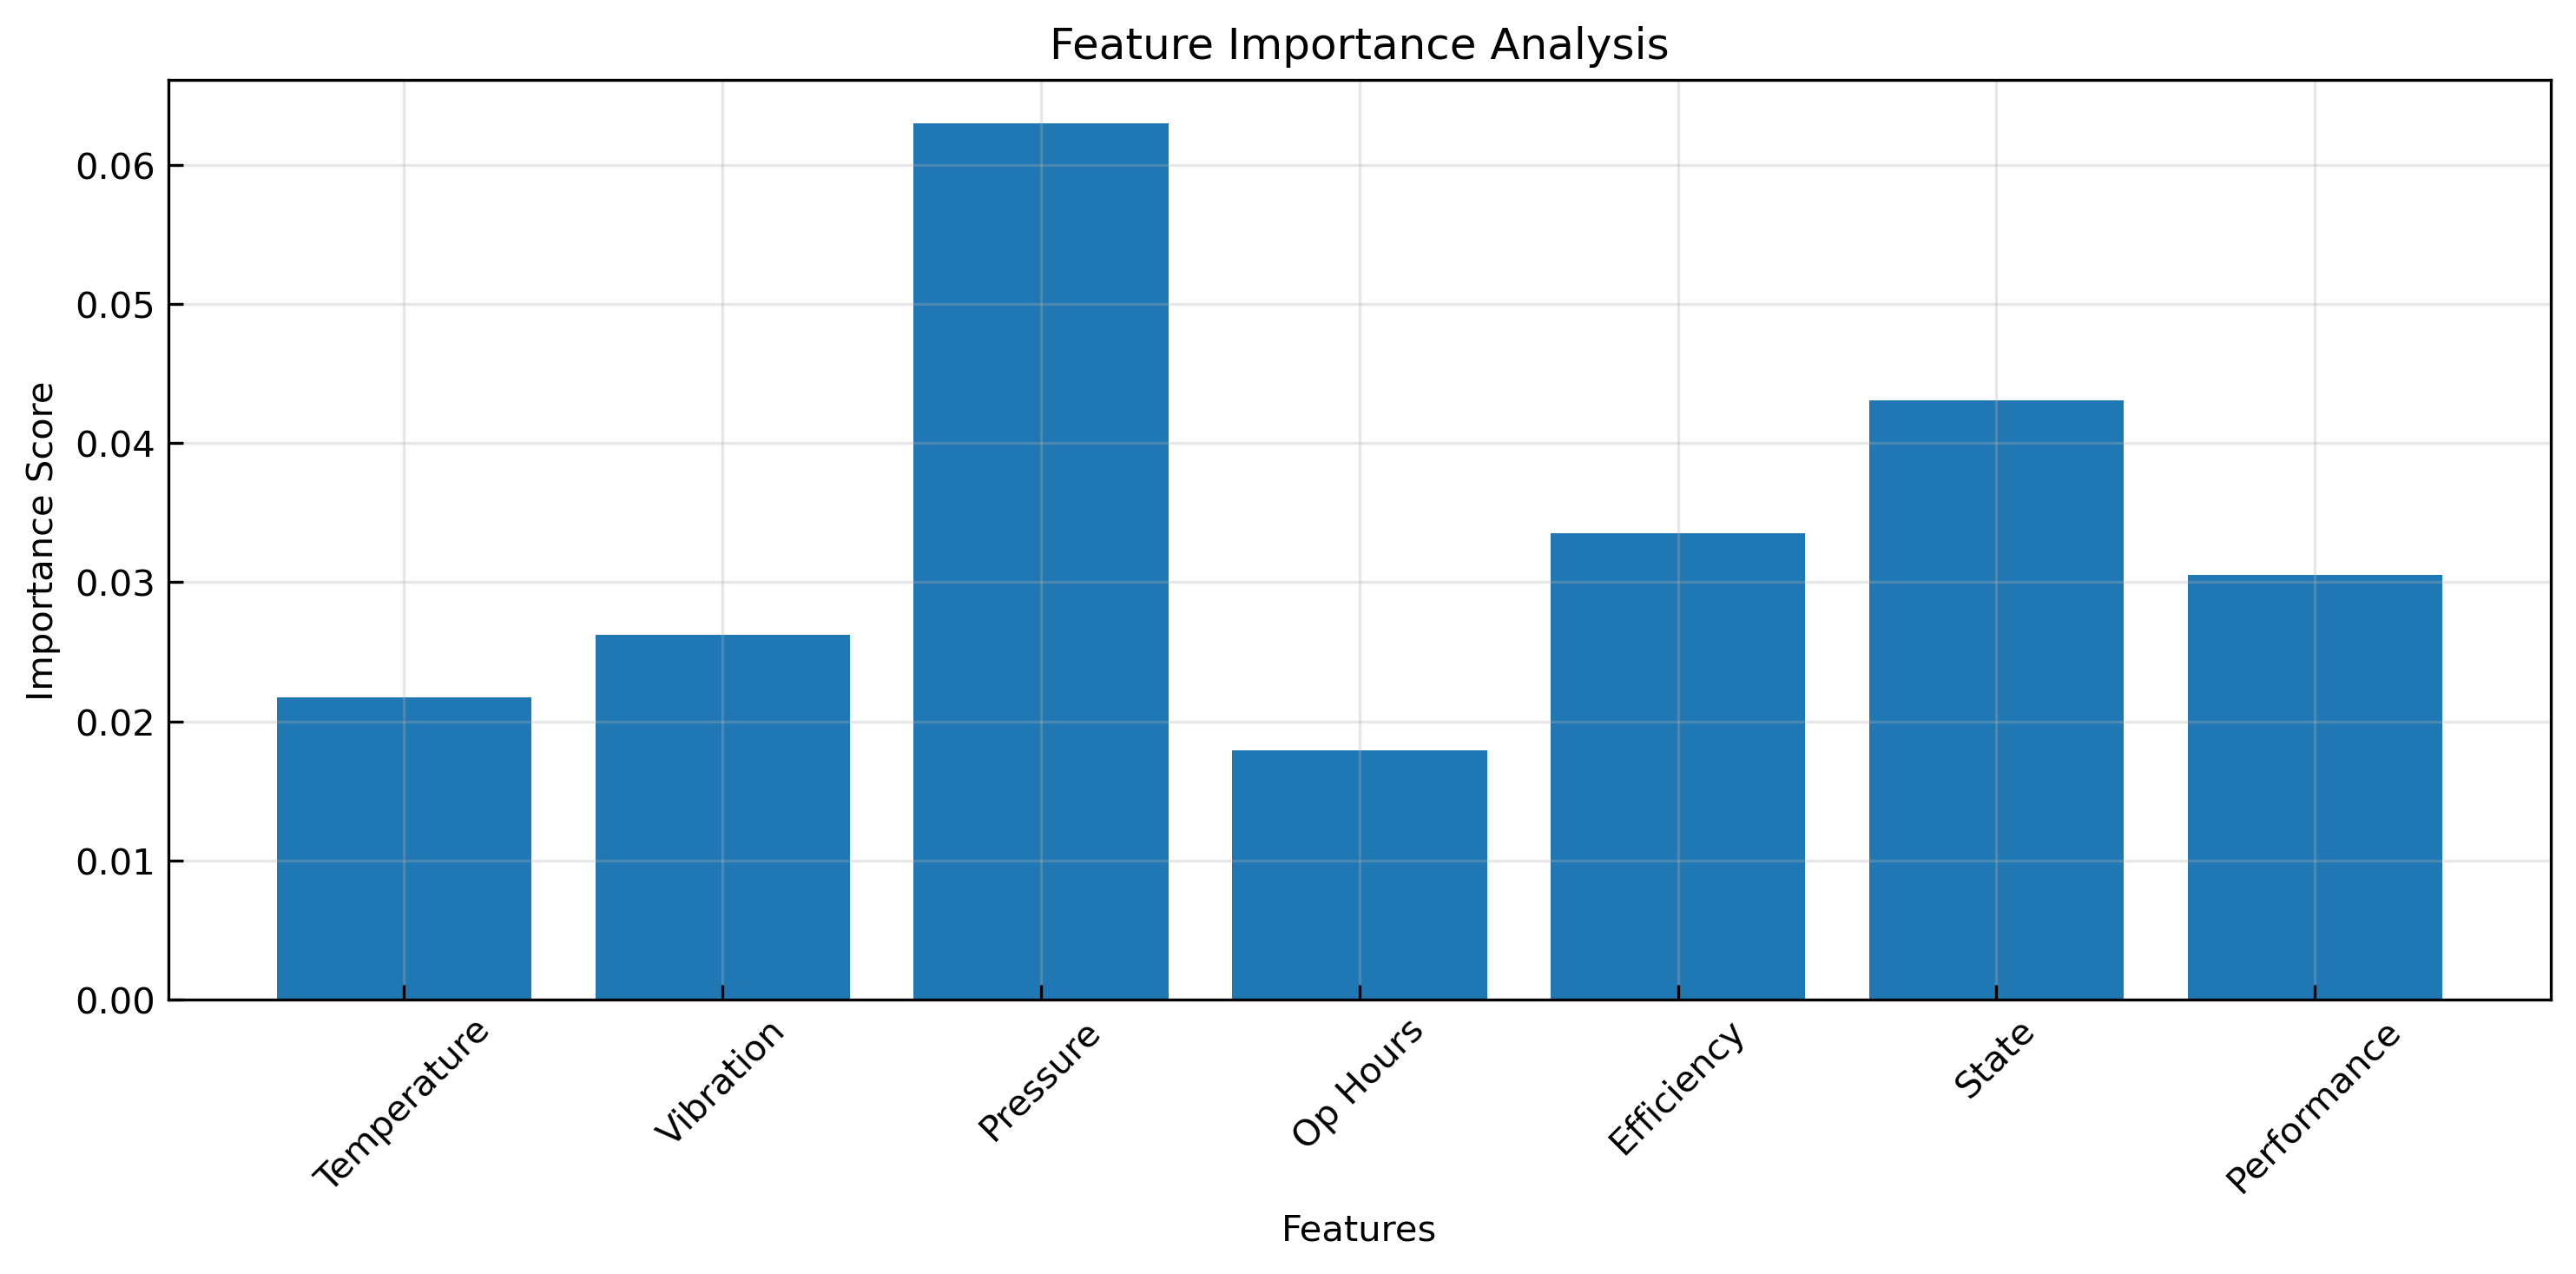 Feature Importance Analysis
Importance Score
0.06
0.05
0.04
0.03
0.02
0.01
0.00
Temperature
Vibration
Pressure
Op Hours
Efficiency
State
Performance
Features